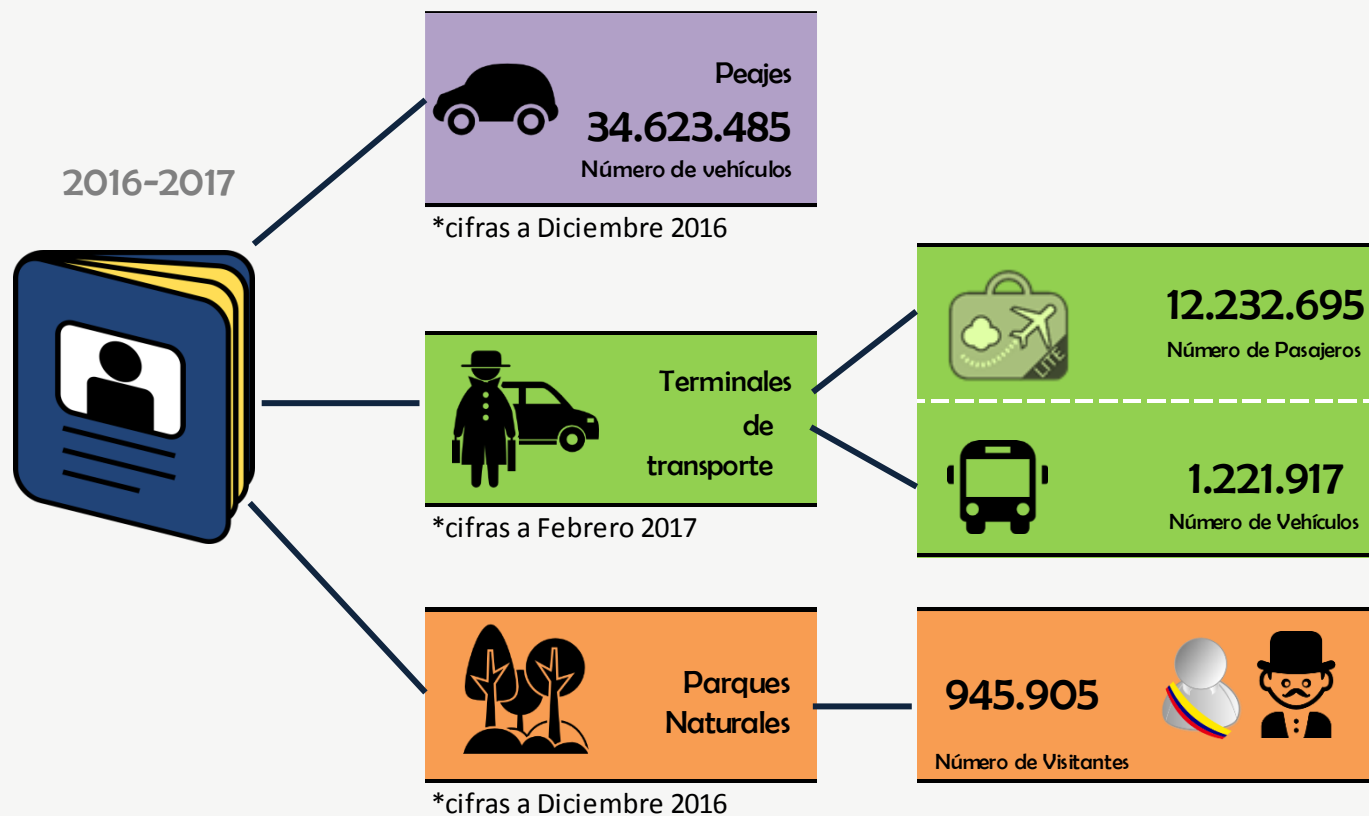 2016-2017
Peajes
34.623.485
Número de vehículos
*cifras a Diciembre 2016
Terminales
de
transporte
*cifras a Febrero 2017
LITE
12.232.695
Número de Pasajeros
1.221.917
Número de Vehículos
Parques
Naturales
*cifras a Diciembre 2016
945.905
Número de Visitantes